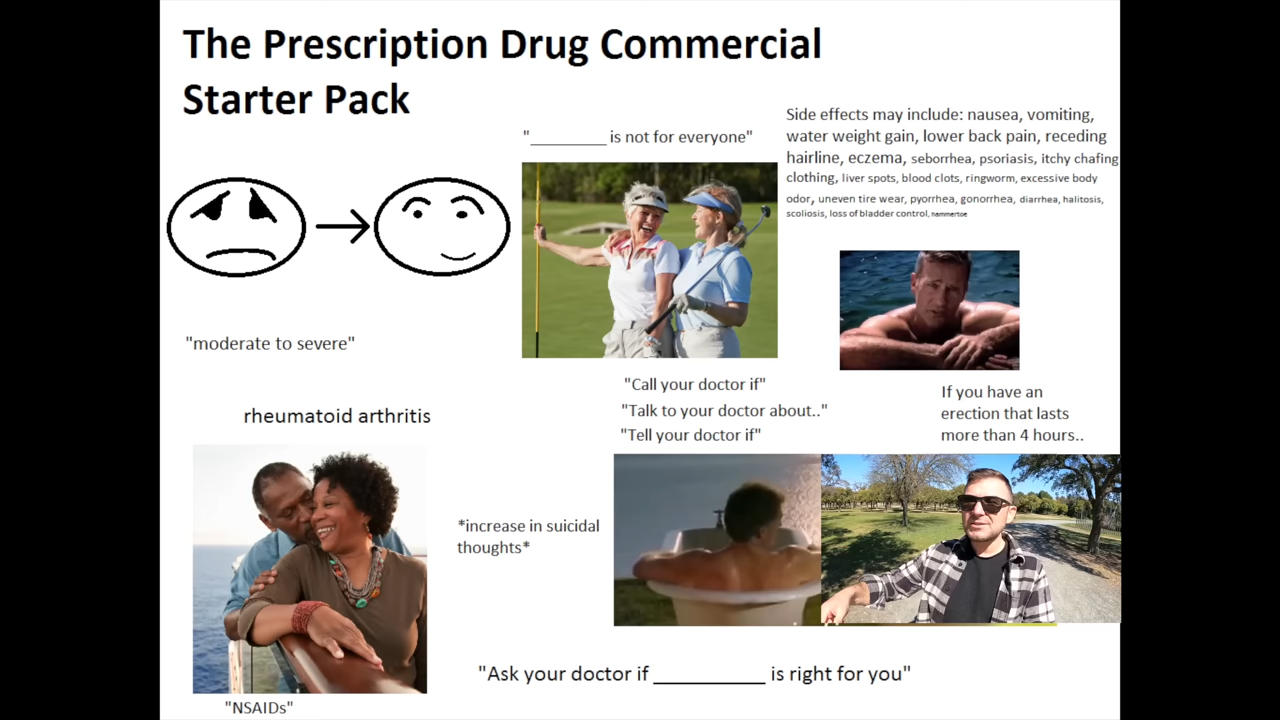 The Prescription Drug Commercial
Starter Pack
"________ is not for everyone"
Side effects may include: nausea, vomiting,
water weight gain, lower back pain, receding
hairline, eczema, seborrhea, psoriasis, itchy chafing
clothing, liver spots, blood clots, ringworm, excessive body
odor, uneven tire wear, pyorrhea, gonorrhea, diarrhea, halitosis,
scoliosis, loss of bladder control, hammertoe
"moderate to severe"
"Call your doctor if"
"Talk to your doctor about.."
"Tell your doctor if"
If you have an
erection that lasts
more than 4 hours..
rheumatoid arthritis
*increase in suicidal
thoughts*
"Ask your doctor if __________ is right for you"
"NSAIDs"